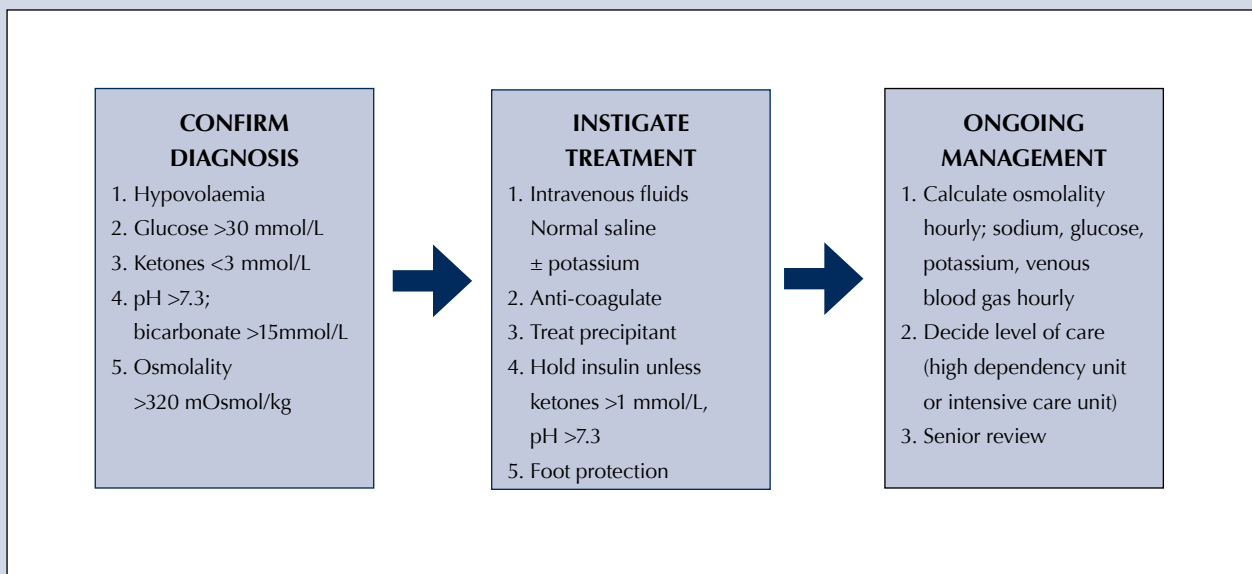 CONFIRM
DIAGNOSIS
1. Hypovolaemia
2. Glucose >30 mmol/L
3. Ketones <3 mmol/L
4. pH >7.3;
bicarbonate >15mmol/L
5. Osmolality
>320 mOsmol/kg
INSTIGATE
TREATMENT
1. Intravenous fluids
Normal saline
± potassium
2. Anti-coagulate
3. Treat precipitant
4. Hold insulin unless
ketones >1 mmol/L,
pH >7.3
5. Foot protection
ONGOING
MANAGEMENT
1. Calculate osmolality
hourly; sodium, glucose,
potassium, venous
blood gas hourly
2. Decide level of care
(high dependency unit
or intensive care unit)
3. Senior review